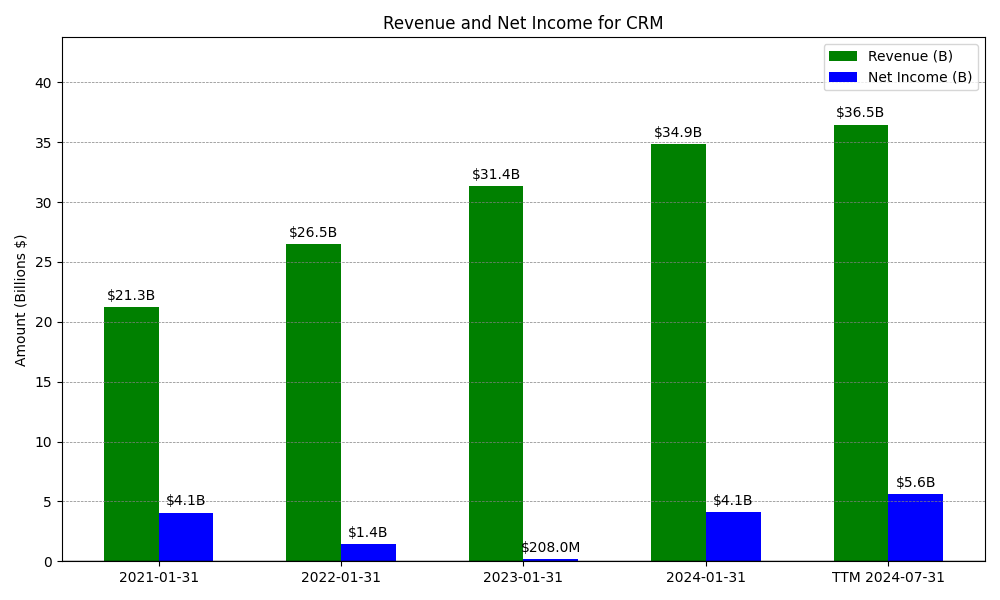 Revenue and Net Income for CRM
Revenue (B)
Net Income (B)
Amount (Billions $)
40
35
30
25
20
15
10
5
0
$21.3B
$4.1B
$26.5B
$1.4B
$31.4B
$208.0M
$34.9B
$4.1B
$36.5B
$5.6B
2021-01-31
2022-01-31
2023-01-31
2024-01-31
TTM 2024-07-31